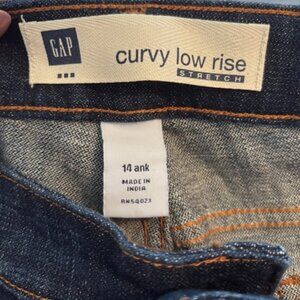 GAP
curvy low rise
STRETCH
14 ank
MADE IN
INDIA
RN54023